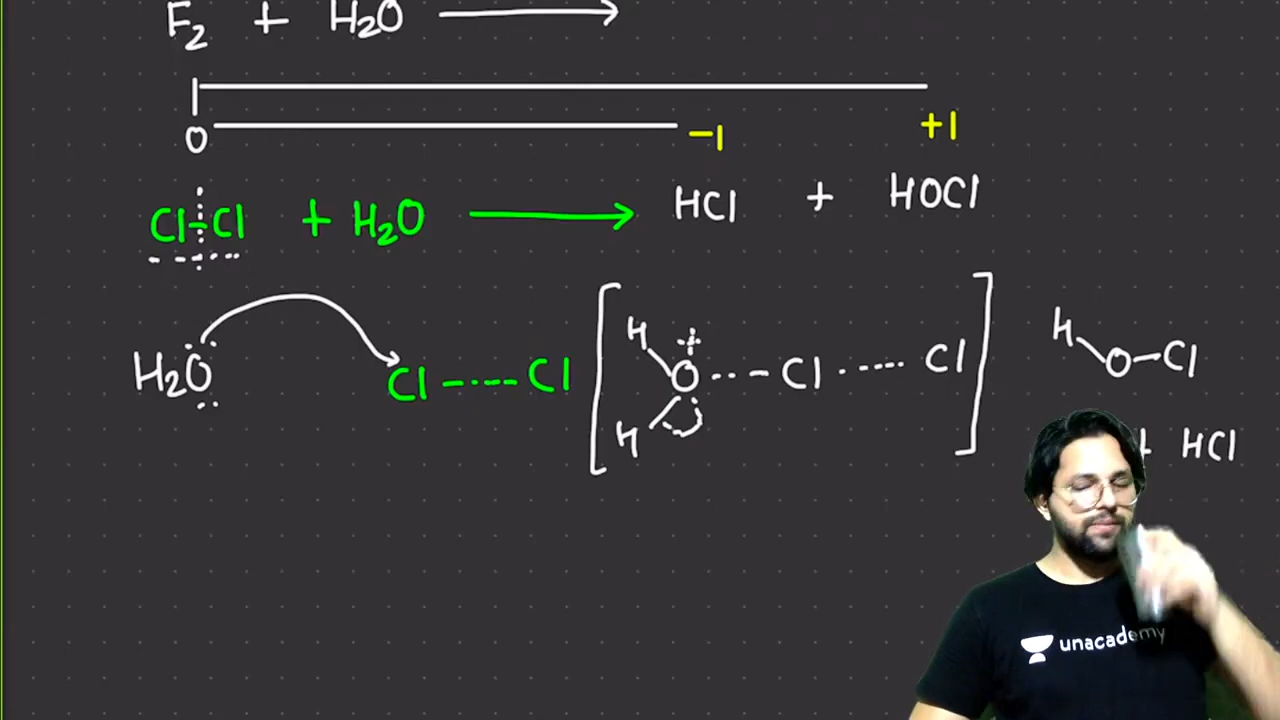 F2 + H2O ⟶
0 -1 +1
Cl-Cl + H2O ⟶ HCl + HOCl
H2O Cl Cl [H O + Cl Cl] H O-Cl
H + HCl
unacademy